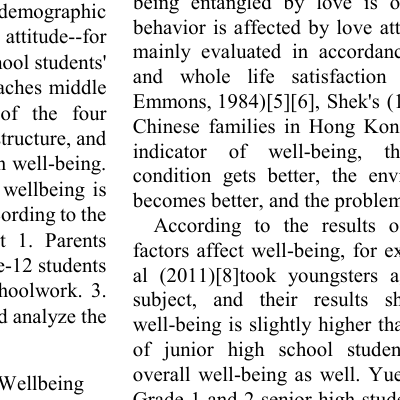 demographic
attitude--for
ool students'
aches middle
of the four
structure, and
well-being.
wellbeing is
ording to the
1. Parents
e-12 students
hoolwork. 3.
d analyze the
Wellbeing
being entangled by love is
behavior is affected by love att
mainly evaluated in accordanc
and whole life satisfaction
Emmons, 1984)[5][6], Shek's (1
Chinese families in Hong Kon
indicator of well-being, th
condition gets better, the env
becomes better, and the problem
According to the results o
factors affect well-being, for ex
al (2011)[8]took youngsters a
subject, and their results sh
well-being is slightly higher tha
of junior high school studen
overall well-being as well. Yue
Grade 1 and 2 senior high stude